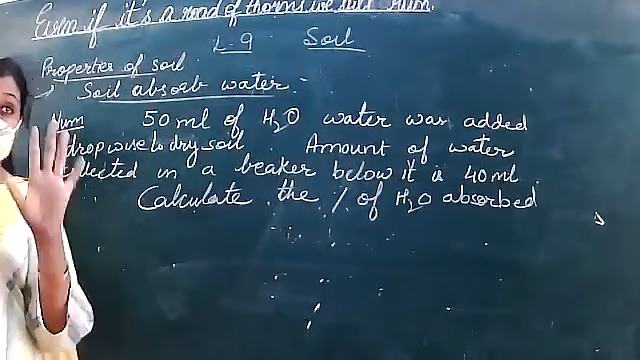 Even if it's a road of thorns we will run.
L-9 Soil
Properties of soil
→ Soil absorb water -
Num 50 ml of H2O water was added
dropwise to dry soil. Amount of water
collected in a beaker below it is 40 ml.
Calculate the % of H2O absorbed